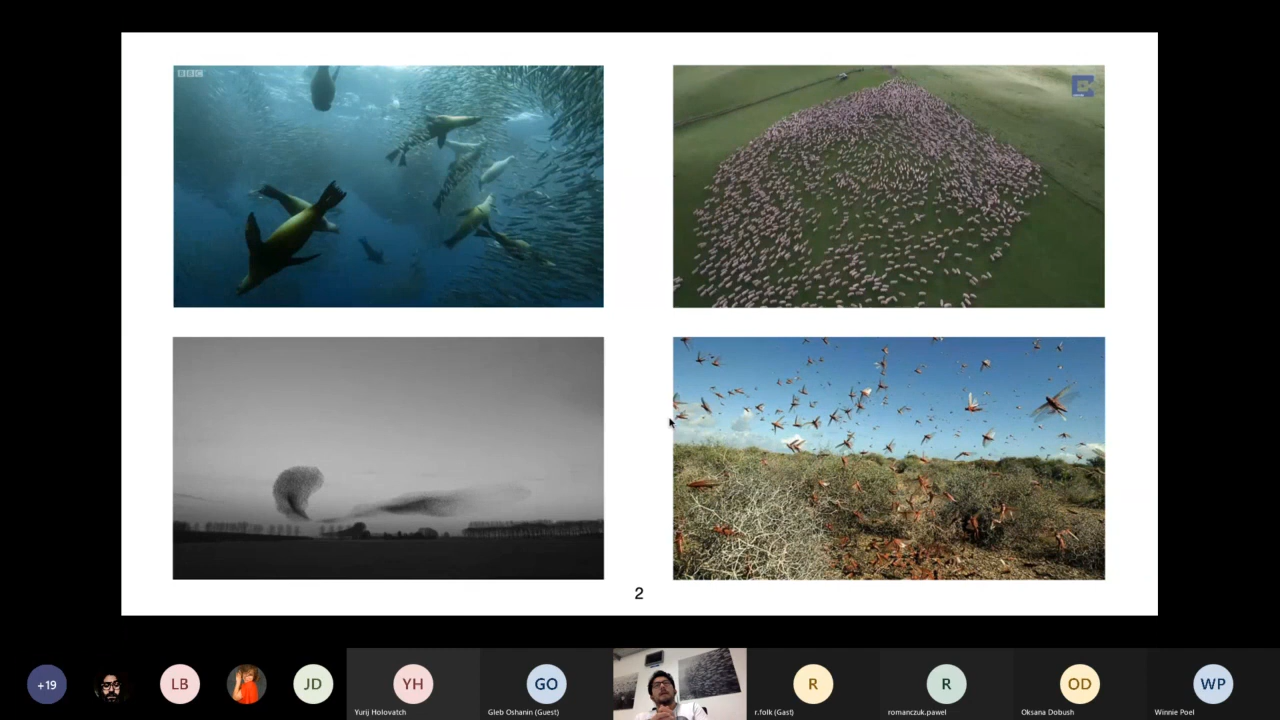 BBC
2
+19
LB
JD
YH
Yurij Holovatch
GO
Gleb Oshanin (Guest)
R
r.folk (Gast)
R
romanczuk.pawel
OD
Oksana Dobush
WP
Winnie Poel